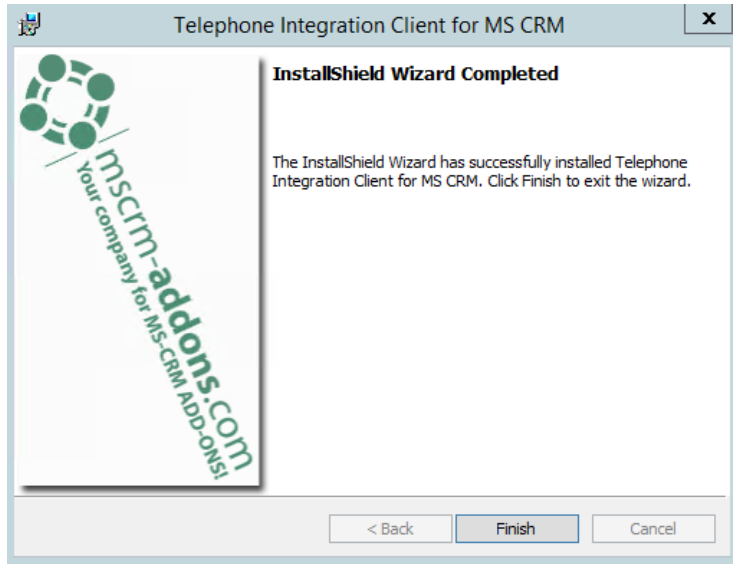 Telephone Integration Client for MS CRM
x
InstallShield Wizard Completed
The InstallShield Wizard has successfully installed Telephone
Integration Client for MS CRM. Click Finish to exit the wizard.
mscrm-addons.com
Your company for MS-CRM ADD-ONS!
< Back
Finish
Cancel